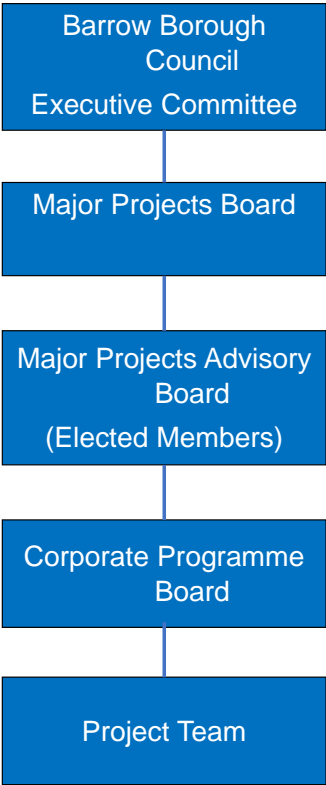 Barrow Borough
Council
Executive Committee
Major Projects Board
Major Projects Advisory
Board
(Elected Members)
Corporate Programme
Board
Project Team